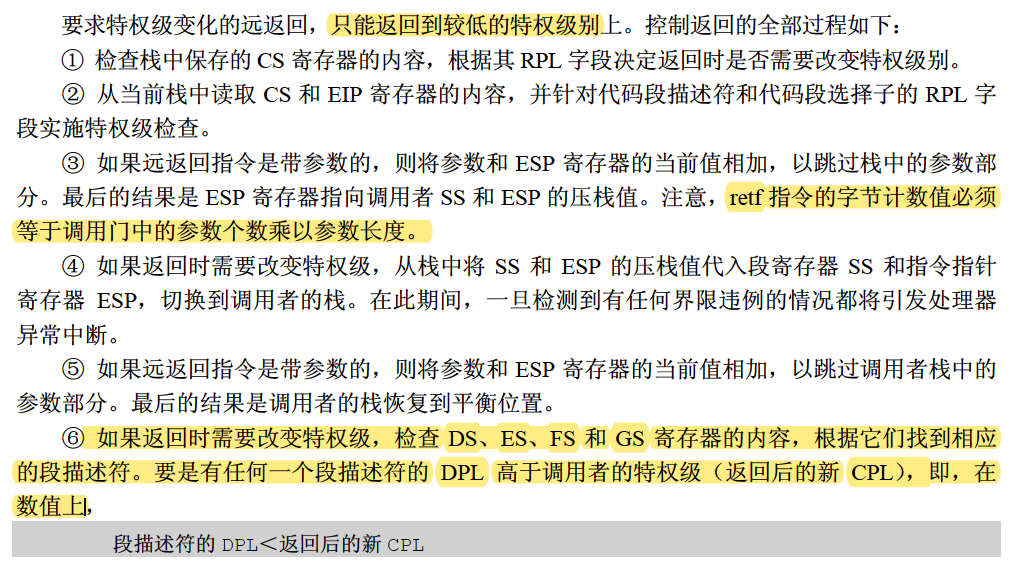 要求特权级变化的远返回，只能返回到较低的特权级别上。控制返回的全部过程如下：
① 检查栈中保存的 CS 寄存器的内容，根据其 RPL 字段决定返回时是否需要改变特权级别。
② 从当前栈中读取 CS 和 EIP 寄存器的内容，并针对代码段描述符和代码段选择子的 RPL 字
段实施特权级检查。
③ 如果远返回指令是带参数的，则将参数和 ESP 寄存器的当前值相加，以跳过栈中的参数部
分。最后的结果是 ESP 寄存器指向调用者 SS 和 ESP 的压栈值。注意，retf 指令的字节计数值必须
等于调用门中的参数个数乘以参数长度。
④ 如果返回时需要改变特权级，从栈中将 SS 和 ESP 的压栈值代入段寄存器 SS 和指令指针
寄存器 ESP，切换到调用者的栈。在此期间，一旦检测到有任何界限违例的情况都将引发处理器
异常中断。
⑤ 如果远返回指令是带参数的，则将参数和 ESP 寄存器的当前值相加，以跳过调用者栈中的
参数部分。最后的结果是调用者的栈恢复到平衡位置。
⑥ 如果返回时需要改变特权级，检查 DS、ES、FS 和 GS 寄存器的内容，根据它们找到相应
的段描述符。要是有任何一个段描述符的 DPL 高于调用者的特权级（返回后的新 CPL），即，在
数值上，
段描述符的 DPL＜返回后的新 CPL